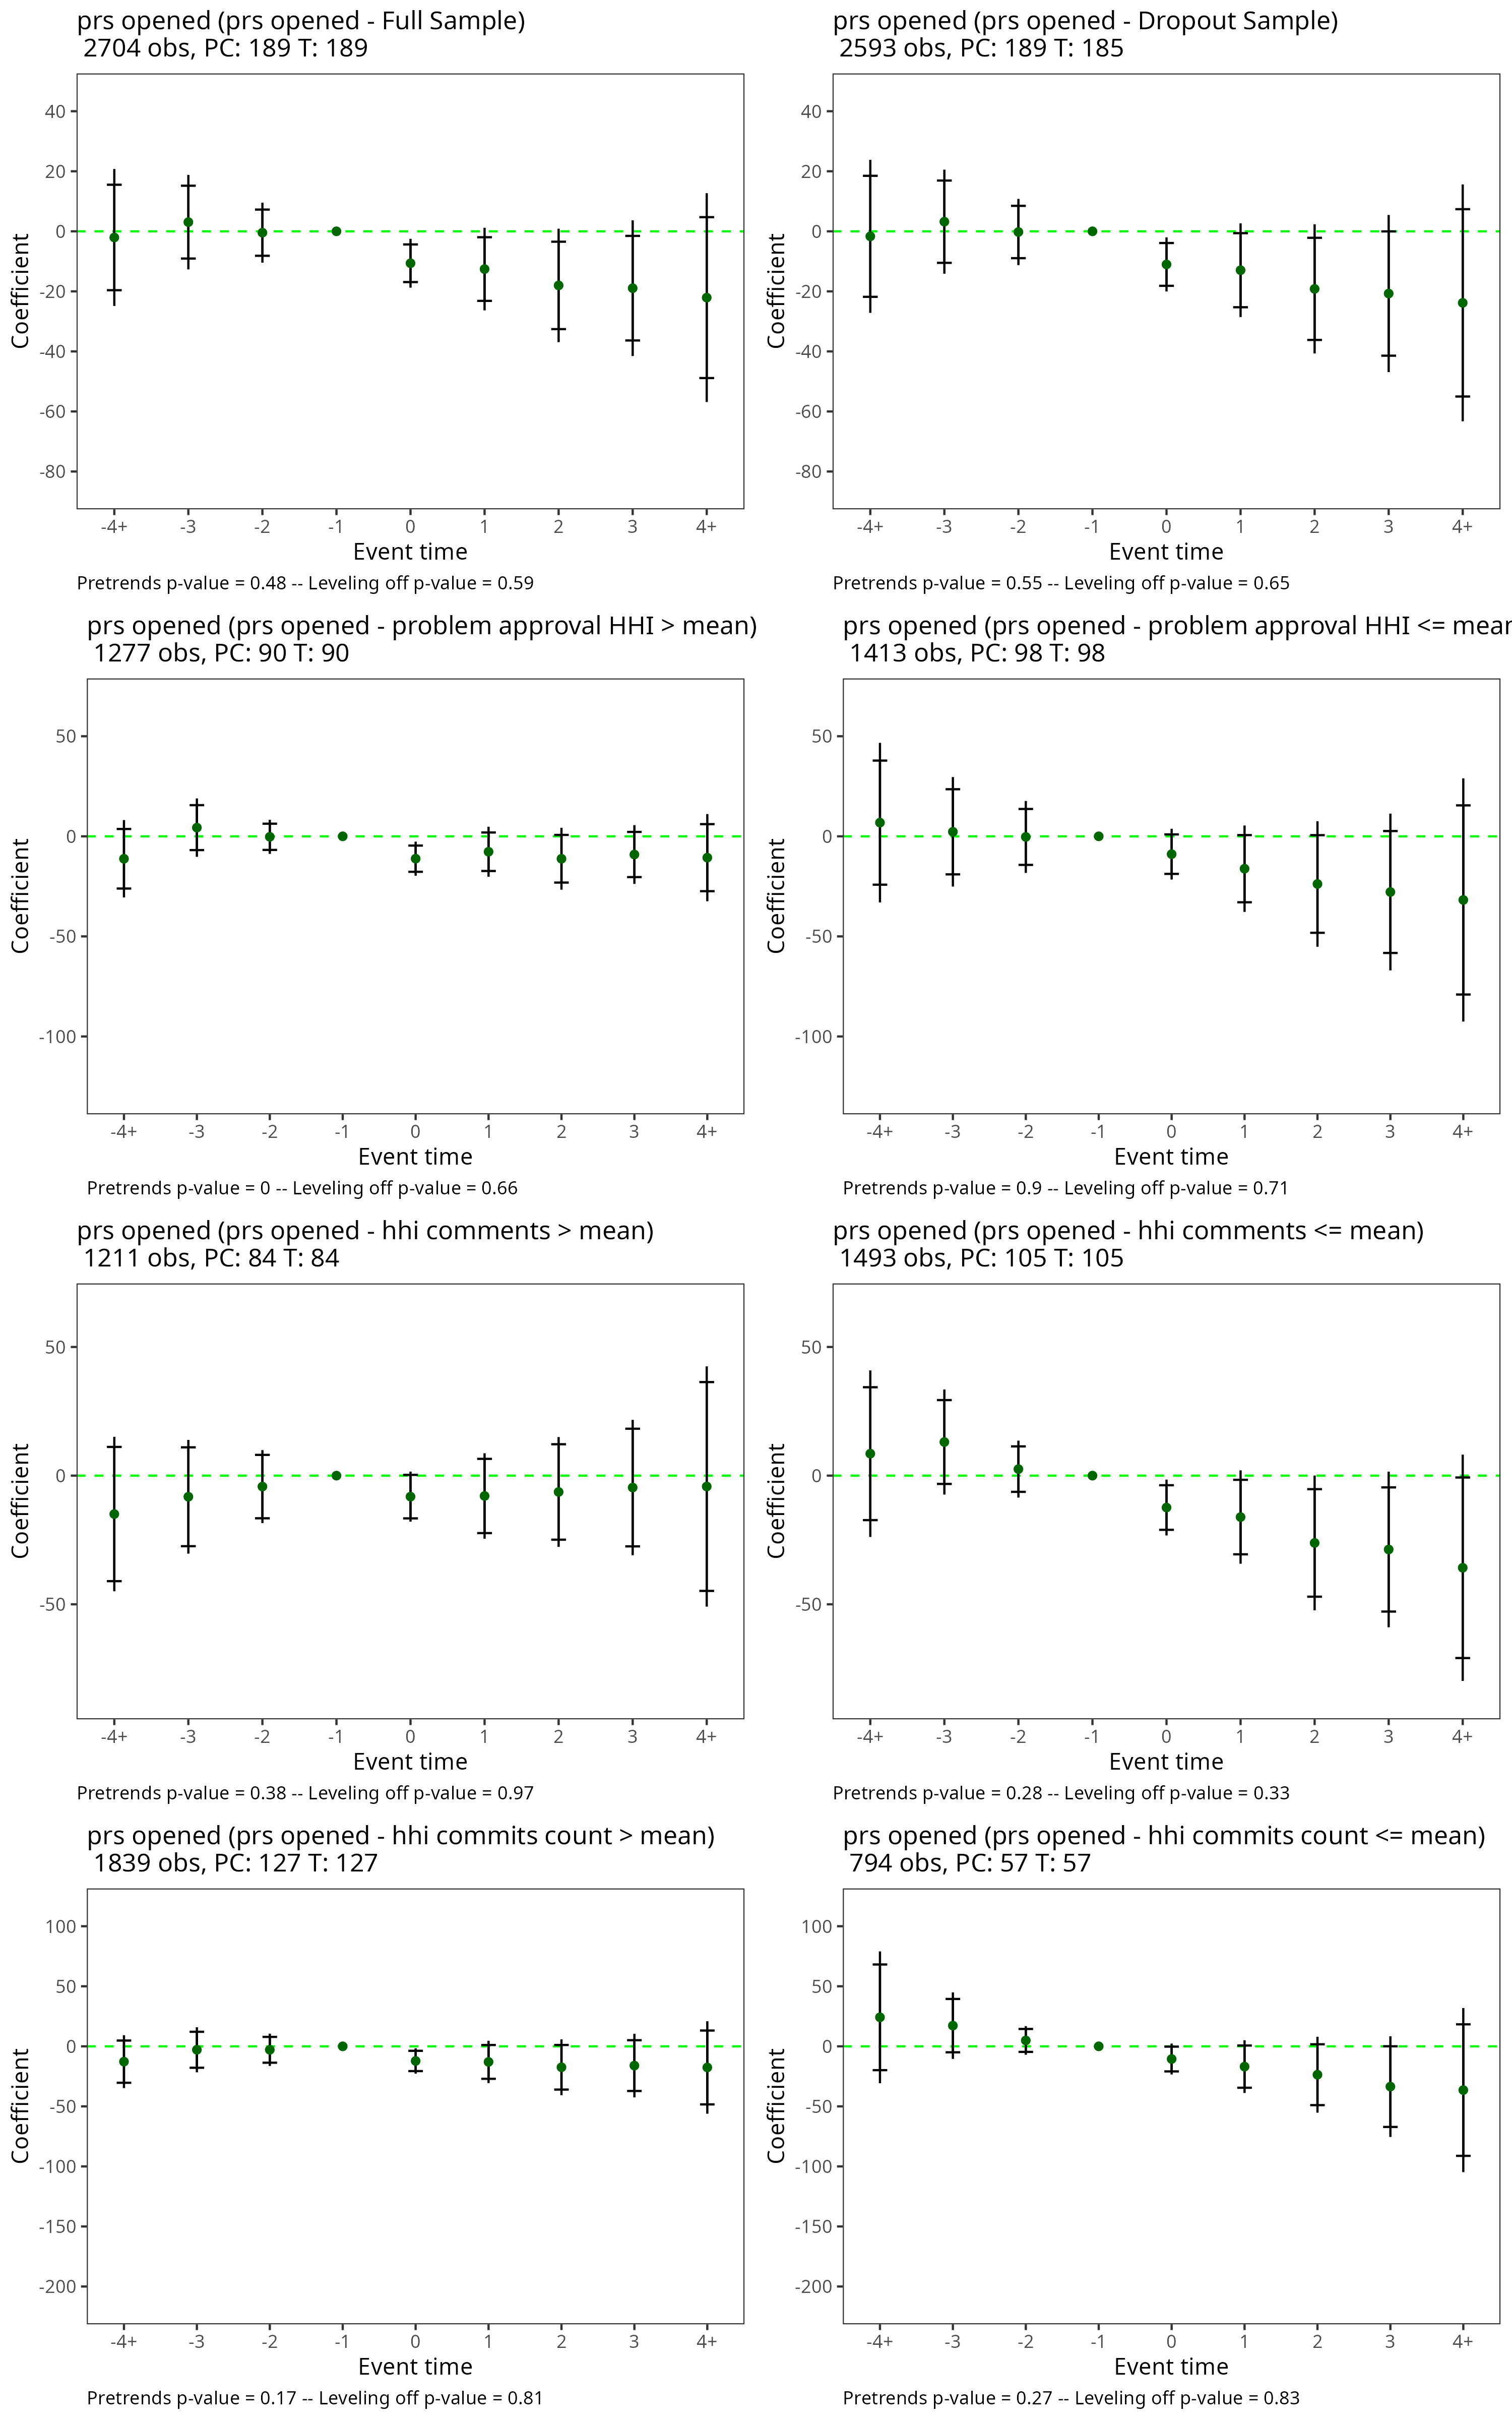 prs opened (prs opened - Full Sample)
2704 obs, PC: 189 T: 189
40
20
0
-20
-40
-60
-80
Coefficient
-4+ -3 -2 -1 0 1 2 3 4+
Event time
Pretrends p-value = 0.48 -- Leveling off p-value = 0.59
prs opened (prs opened - Dropout Sample)
2593 obs, PC: 189 T: 185
40
20
0
-20
-40
-60
-80
Coefficient
-4+ -3 -2 -1 0 1 2 3 4+
Event time
Pretrends p-value = 0.55 -- Leveling off p-value = 0.65
prs opened (prs opened - problem approval HHI > mean)
1277 obs, PC: 90 T: 90
50
0
-50
-100
Coefficient
-4+ -3 -2 -1 0 1 2 3 4+
Event time
Pretrends p-value = 0 -- Leveling off p-value = 0.66
prs opened (prs opened - problem approval HHI <=
1413 obs, PC: 98 T: 98
50
0
-50
-100
Coefficient
-4+ -3 -2 -1 0 1 2 3 4+
Event time
Pretrends p-value = 0.9 -- Leveling off p-value = 0.71
prs opened (prs opened - hhi comments > mean)
1211 obs, PC: 84 T: 84
50
0
-50
Coefficient
-4+ -3 -2 -1 0 1 2 3 4+
Event time
Pretrends p-value = 0.38 -- Leveling off p-value = 0.97
prs opened (prs opened - hhi comments <= mean)
1493 obs, PC: 105 T: 105
50
0
-50
Coefficient
-4+ -3 -2 -1 0 1 2 3 4+
Event time
Pretrends p-value = 0.28 -- Leveling off p-value = 0.33
prs opened (prs opened - hhi commits count > mean)
1839 obs, PC: 127 T: 127
100
50
0
-50
-100
-150
-200
Coefficient
-4+ -3 -2 -1 0 1 2 3 4+
Event time
Pretrends p-value = 0.17 -- Leveling off p-value = 0.81
prs opened (prs opened - hhi commits count <= mean)
794 obs, PC: 57 T: 57
100
50
0
-50
-100
-150
-200
Coefficient
-4+ -3 -2 -1 0 1 2 3 4+
Event time
Pretrends p-value = 0.27 -- Leveling off p-value = 0.83